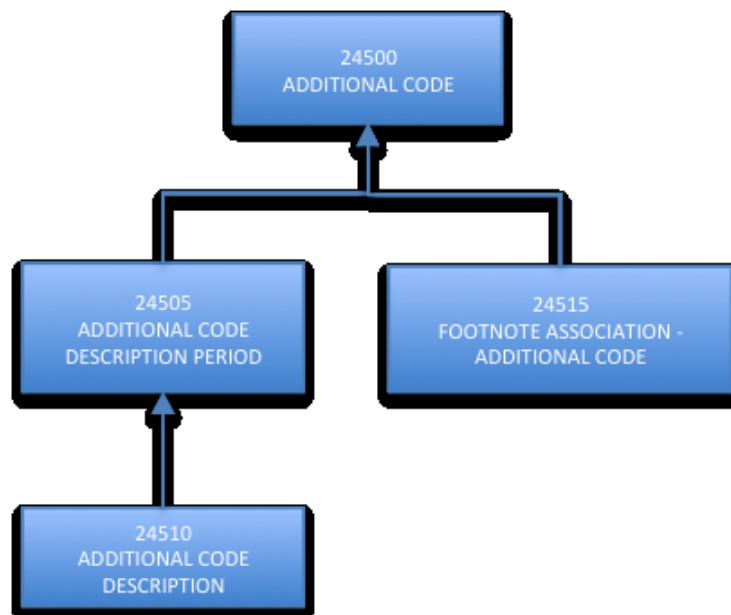 24500
ADDITIONAL CODE
24505
ADDITIONAL CODE
DESCRIPTION PERIOD
24515
FOOTNOTE ASSOCIATION -
ADDITIONAL CODE
24510
ADDITIONAL CODE
DESCRIPTION